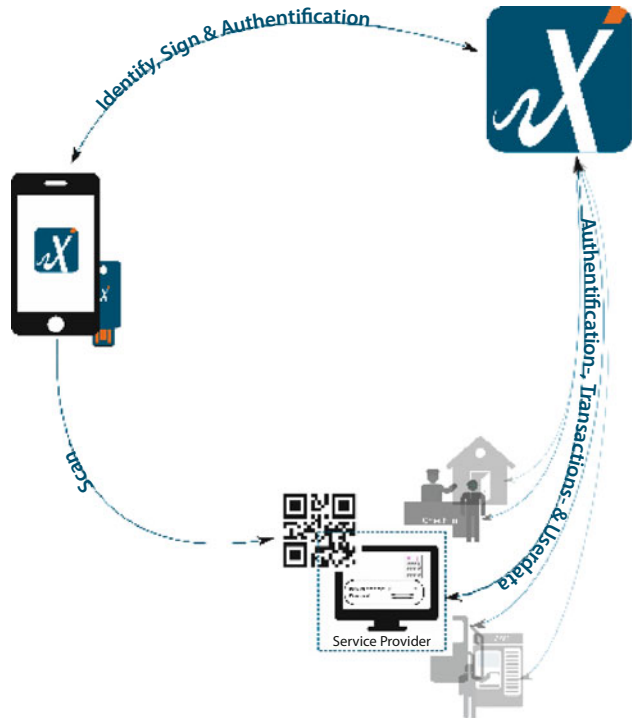 Identify, Sign & Authentification
X
X
X
Authentification-, Transactions- & Userdata
Scan
Service Provider